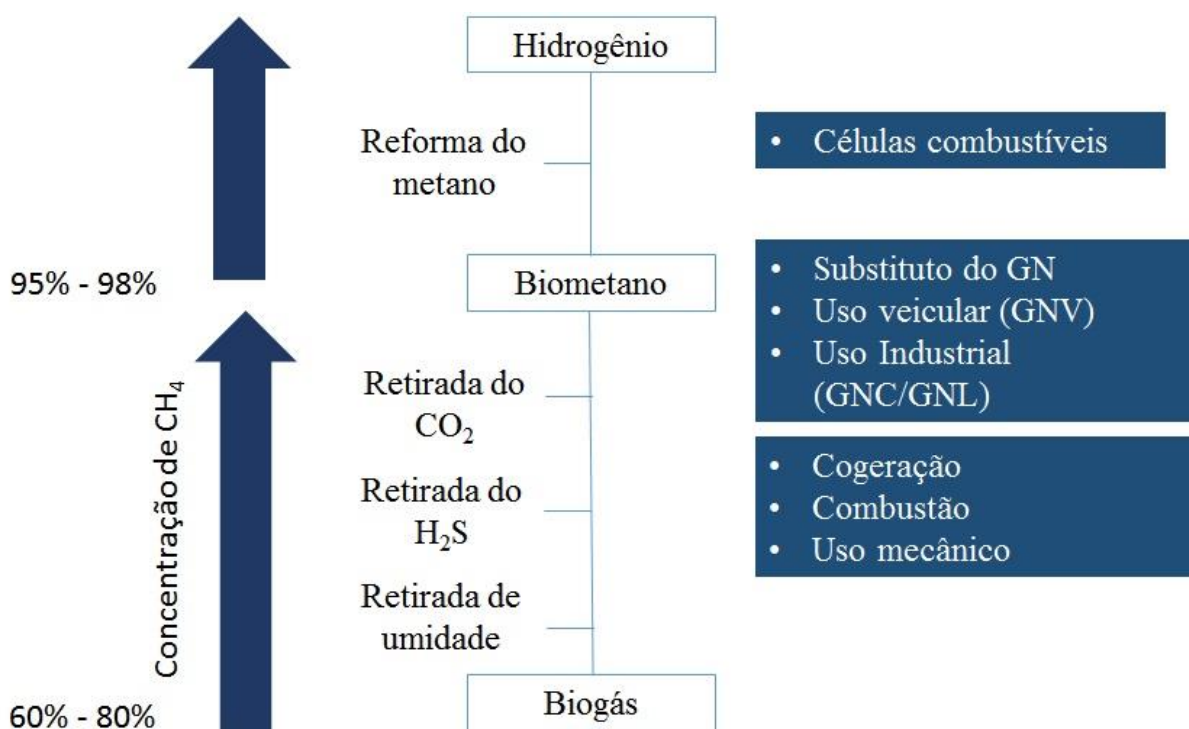 Hidrogênio
Reforma do
metano
• Células combustíveis
95% - 98%
Biometano
• Substituto do GN
• Uso veicular (GNV)
• Uso Industrial
(GNC/GNL)
Concentração de CH₄
Retirada do
CO₂
Retirada do
H₂S
• Cogeração
• Combustão
• Uso mecânico
Retirada de
umidade
60% - 80%
Biogás